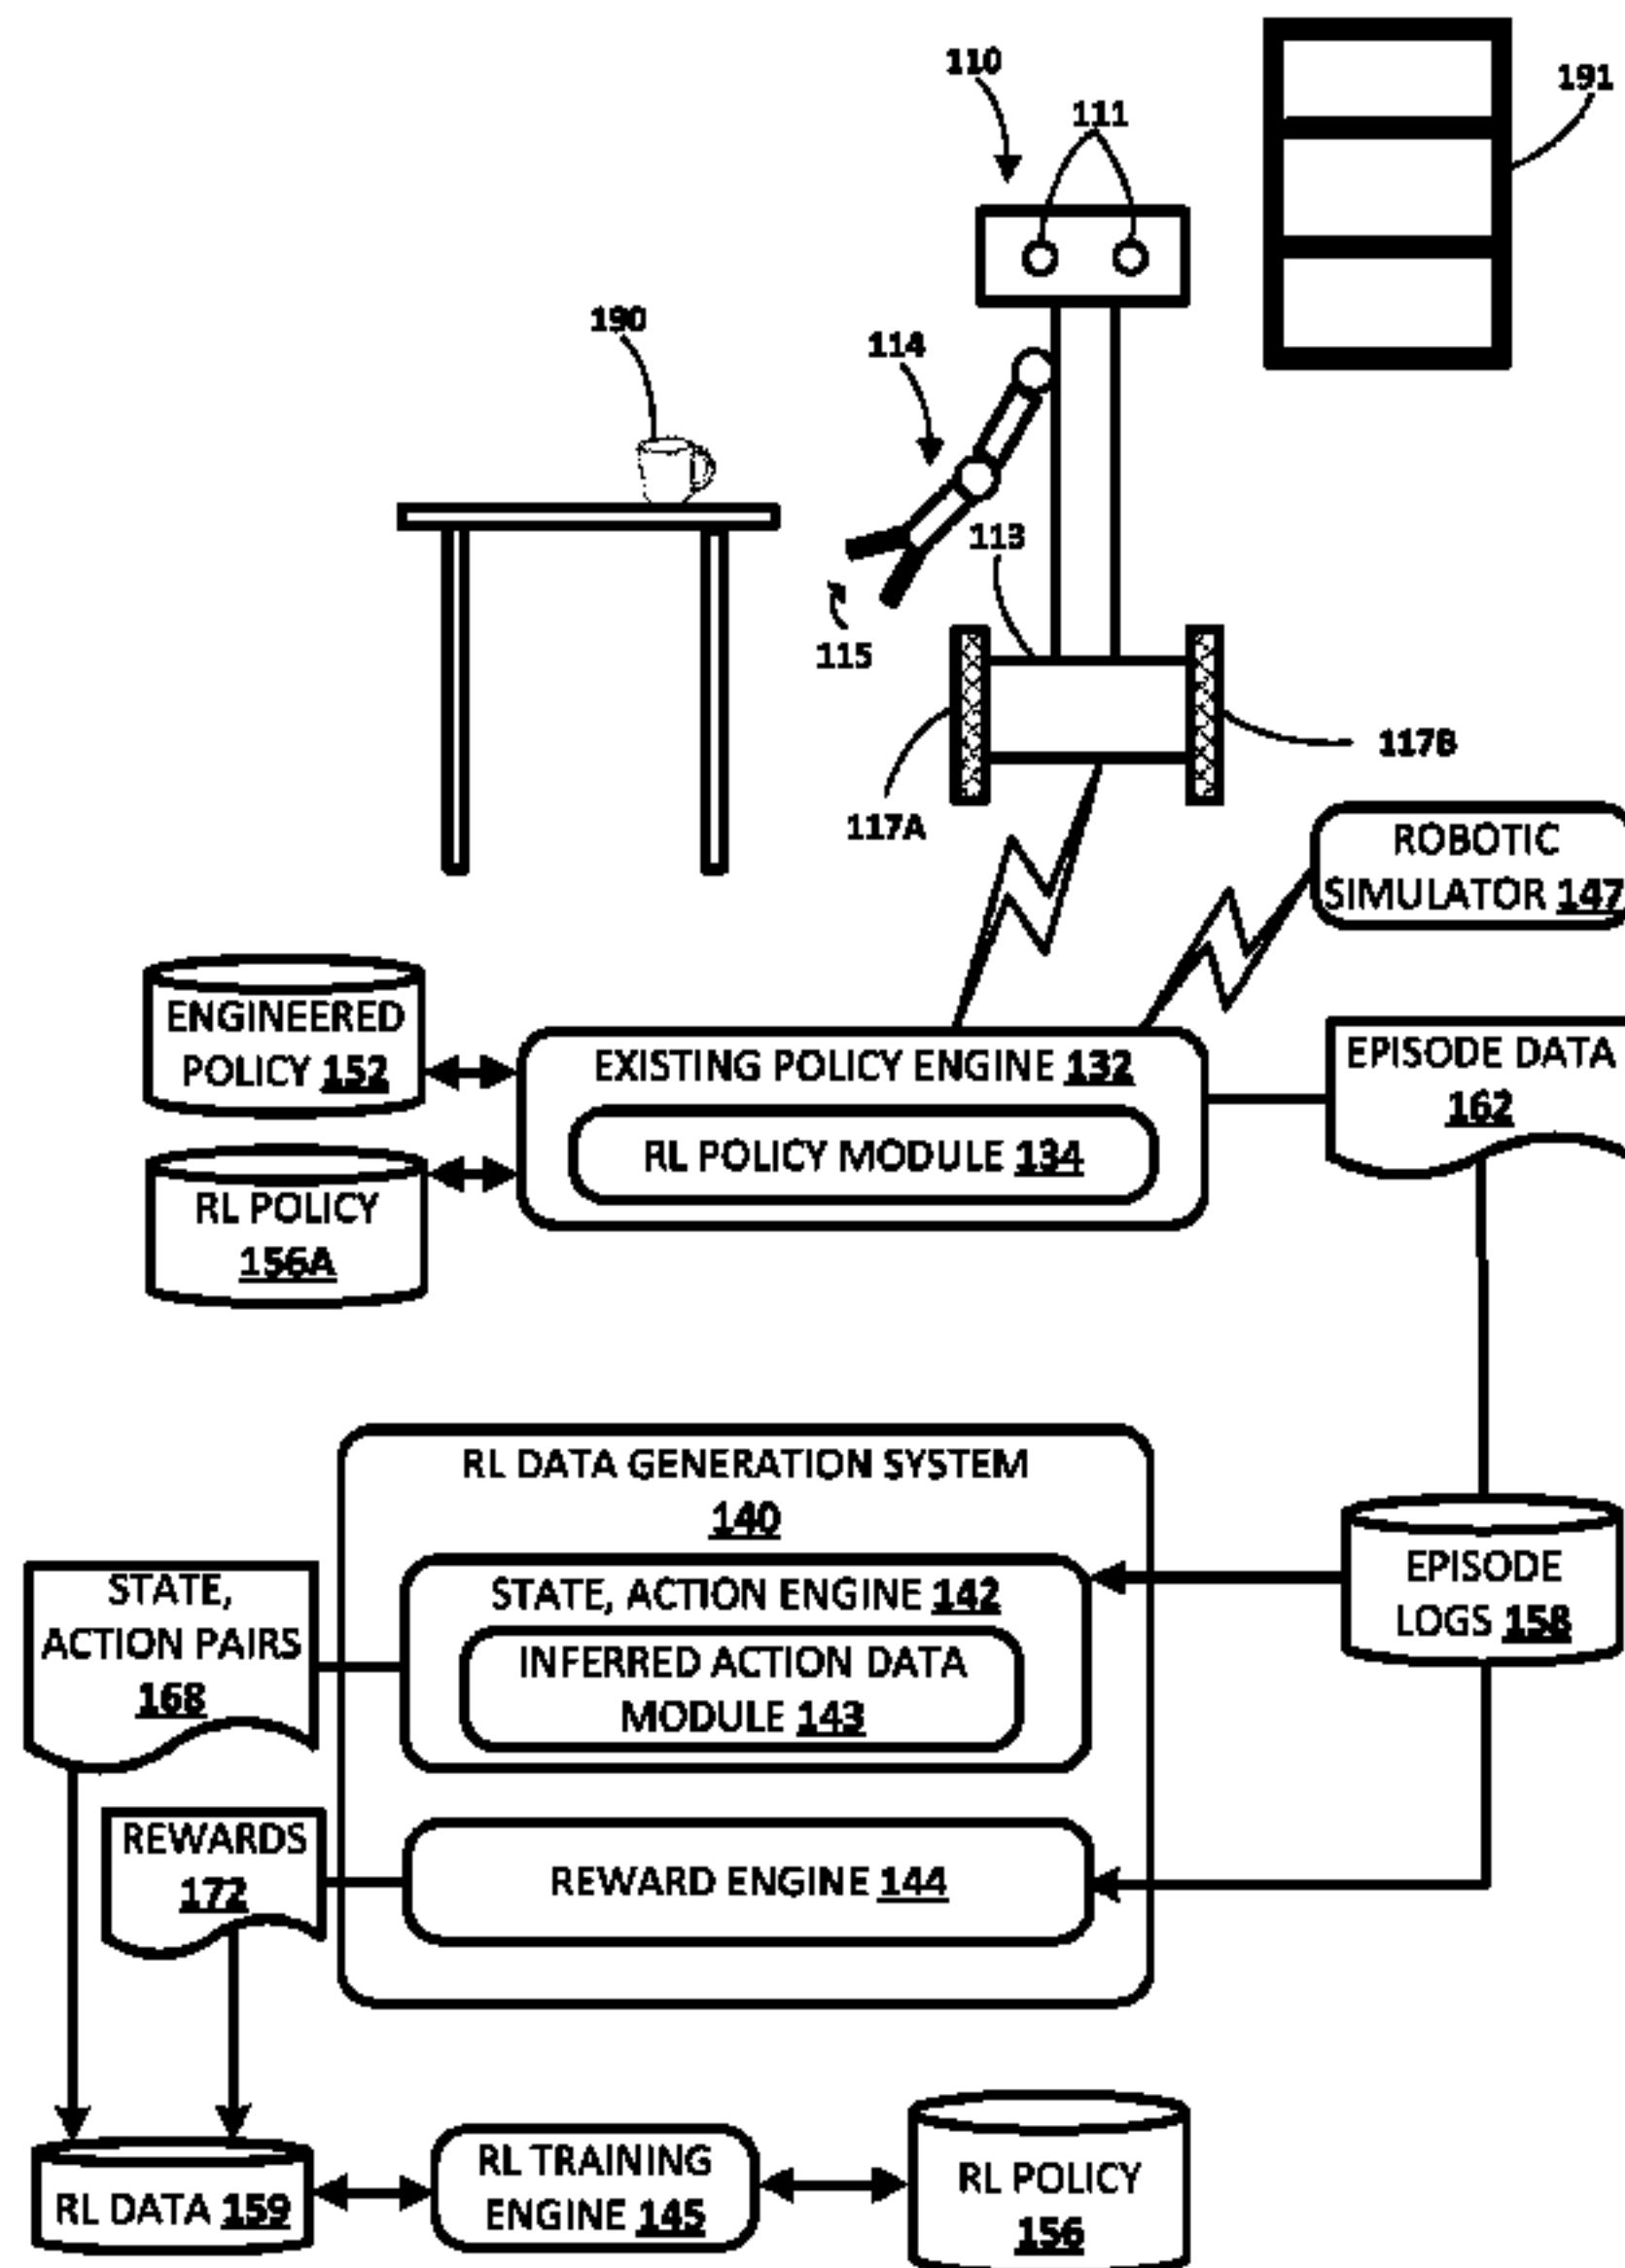 110
111
191
190
114
113
115
117B
117A
ROBOTIC
SIMULATOR 147
ENGINEERED
POLICY 152
EXISTING POLICY ENGINE 132
EPISODE DATA
162
RL POLICY MODULE 134
RL POLICY
156A
RL DATA GENERATION SYSTEM
140
STATE,
ACTION PAIRS
168
STATE, ACTION ENGINE 142
INFERRED ACTION DATA
MODULE 143
EPISODE
LOGS 158
REWARDS
172
REWARD ENGINE 144
RL DATA 159
RL TRAINING
ENGINE 145
RL POLICY
156